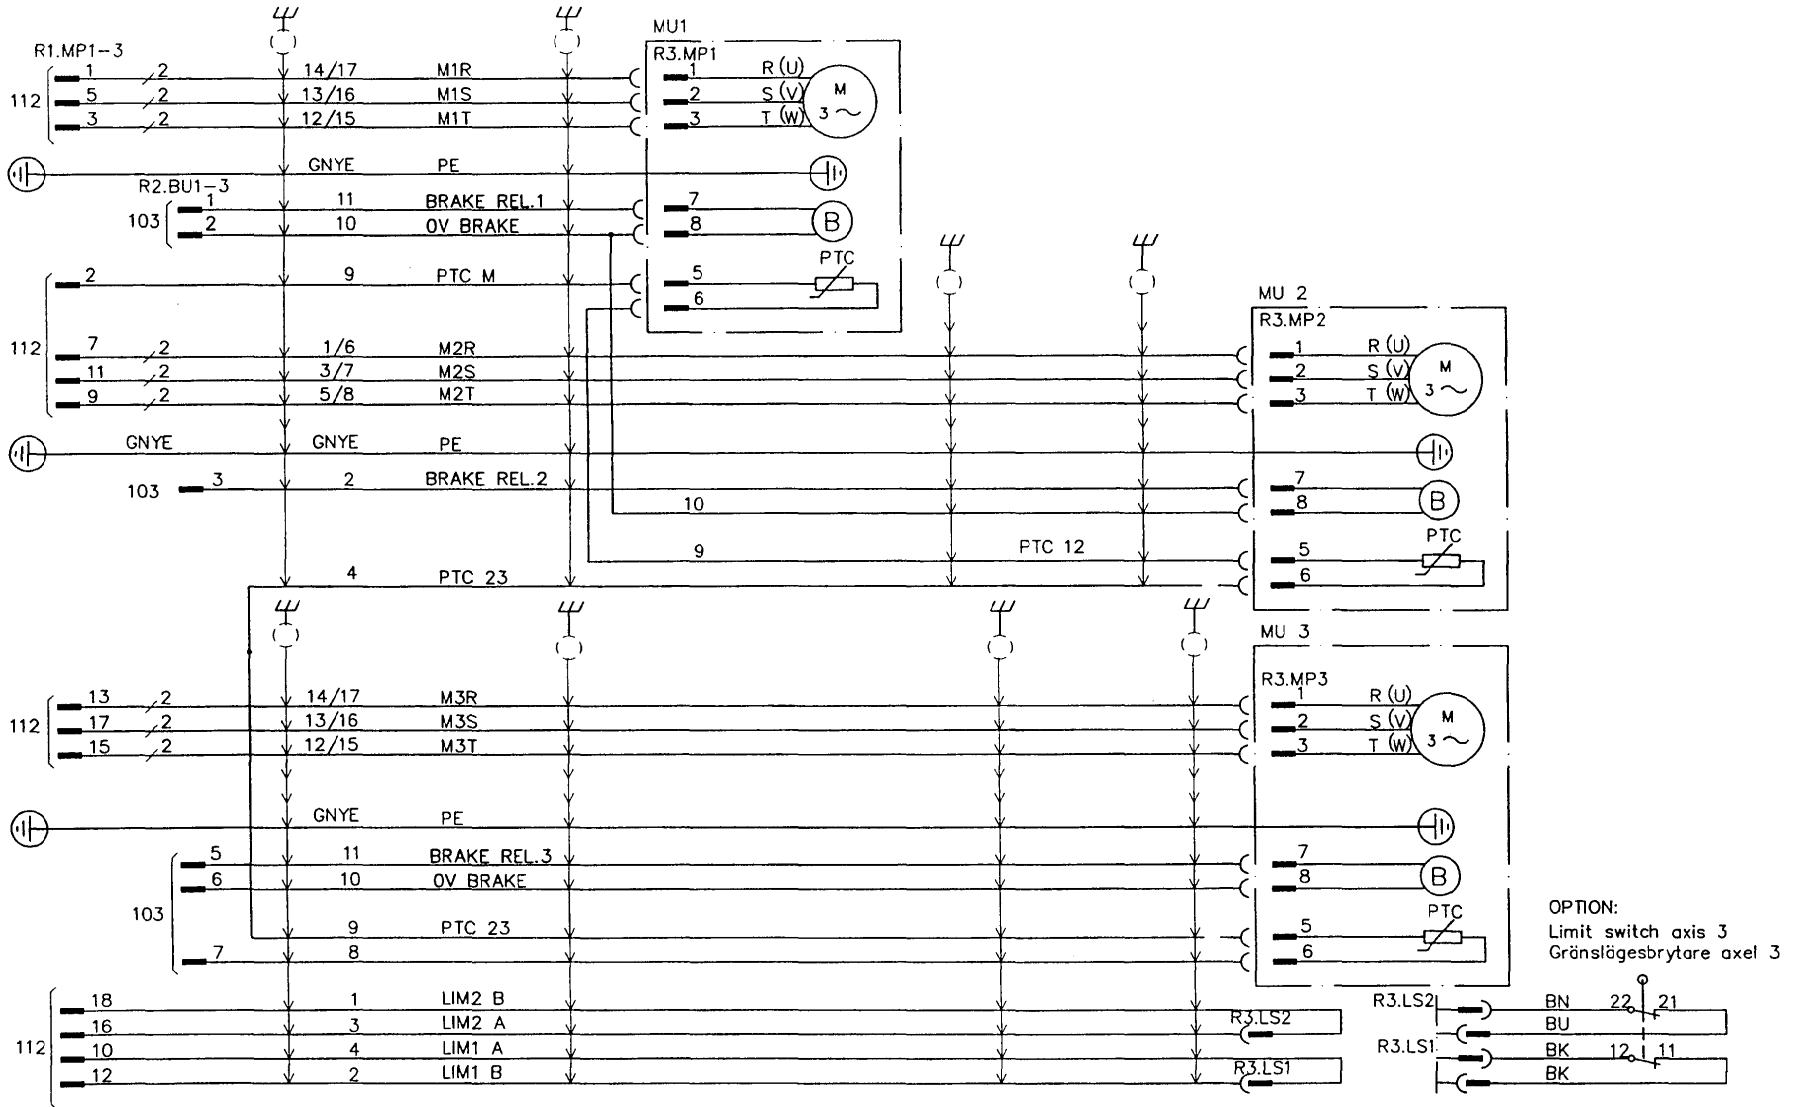 MU1
R1.MP1-3
R3.MP1
1 2 14/17 M1R 1 R (U)
112 5 2 13/16 M1S 2 S (V) M 3 ~
3 2 12/15 M1T 3 T (W)
GNYE PE
R2.BU1-3
103 1 11 BRAKE REL.1 7 B
2 10 OV BRAKE 8
PTC
2 9 PTC M 5
6
MU 2
R3.MP2
112 7 2 1/6 M2R 1 R (U)
11 2 3/7 M2S 2 S (V) M 3 ~
9 2 5/8 M2T 3 T (W)
GNYE GNYE PE
103 3 2 BRAKE REL.2 7 B
10 8
PTC
9 PTC 12 5
4 PTC 23 6
MU 3
R3.MP3
13 2 14/17 M3R 1 R (U)
112 17 2 13/16 M3S 2 S (V) M 3 ~
15 2 12/15 M3T 3 T (W)
GNYE PE
5 11 BRAKE REL.3 7 B
6 10 OV BRAKE 8
103
PTC
9 PTC 23 5
7 8 6
OPTION:
Limit switch axis 3
Gränslägesbrytare axel 3
18 1 LIM2 B R3.LS2 BN 22 21
16 3 LIM2 A R3.LS2 BU
112 10 4 LIM1 A R3.LS1 BK 12 11
12 2 LIM1 B R3.LS1 BK